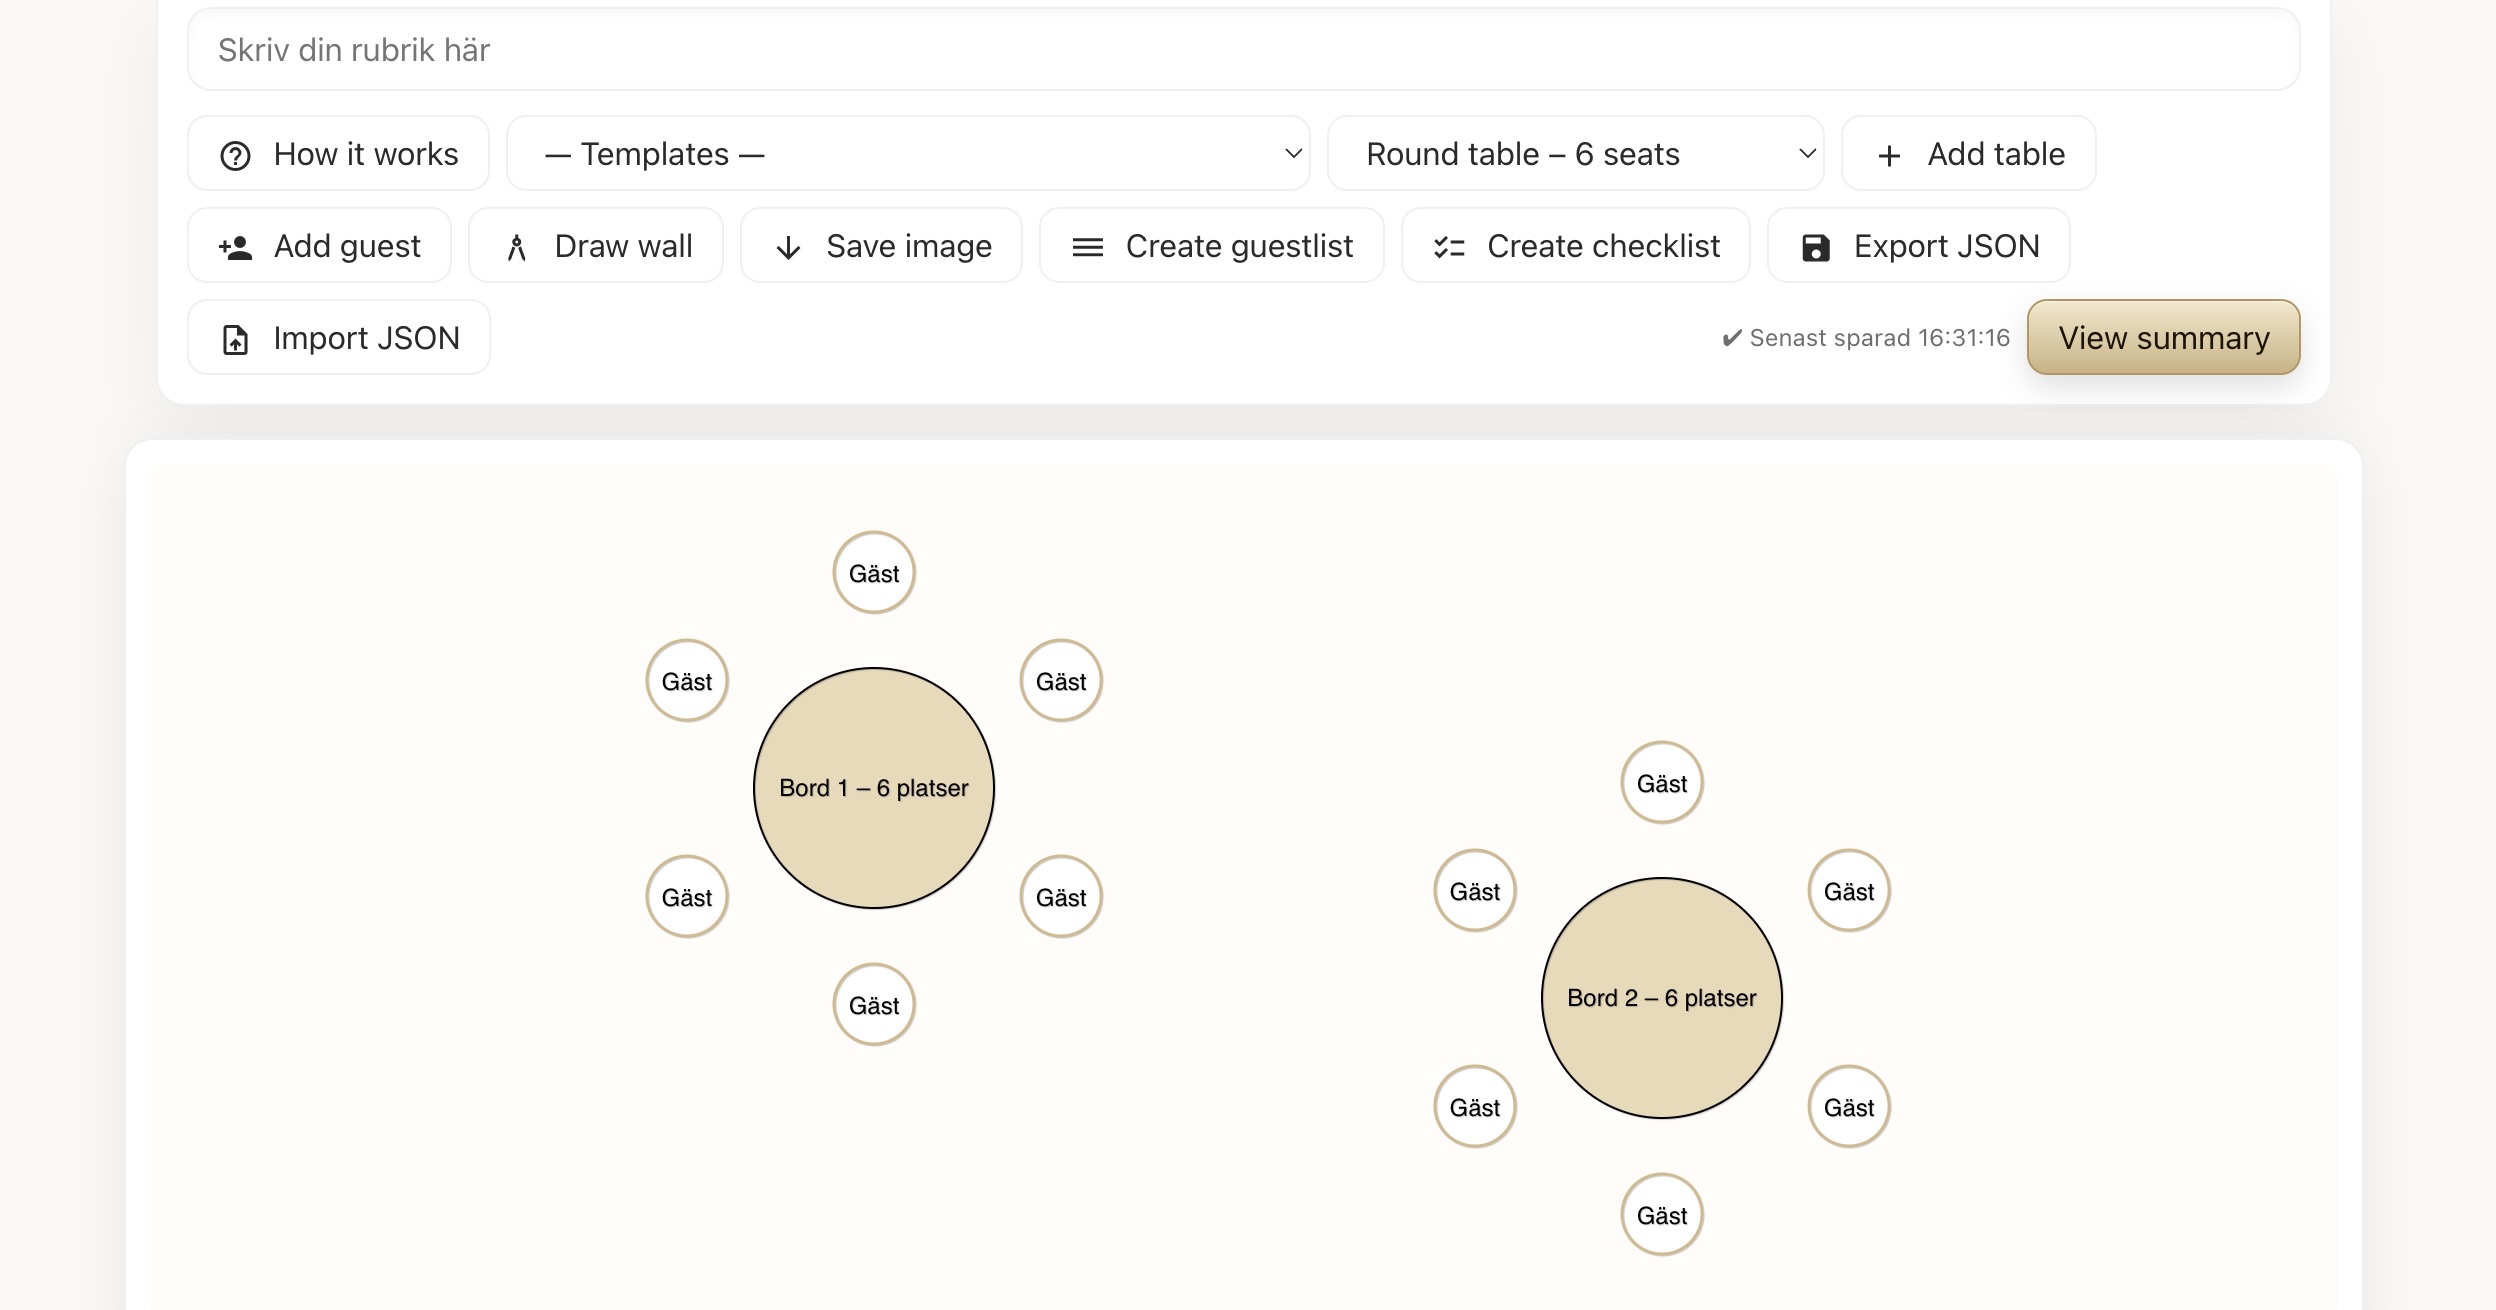 Skriv din rubrik här
How it works
— Templates —
Round table – 6 seats
+ Add table
Add guest
Draw wall
Save image
Create guestlist
Create checklist
Export JSON
Import JSON
✔ Senast sparad 16:31:16
View summary
Gäst
Gäst
Gäst
Bord 1 – 6 platser
Gäst
Gäst
Gäst
Gäst
Gäst
Gäst
Bord 2 – 6 platser
Gäst
Gäst
Gäst